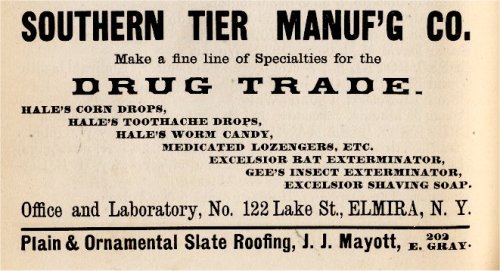 SOUTHERN TIER MANUF'G CO.
Make a fine line of Specialties for the
DRUG TRADE.
HALE'S CORN DROPS,
HALE'S TOOTHACHE DROPS,
HALE'S WORM CANDY,
MEDICATED LOZENGERS, ETC.
EXCELSIOR RAT EXTERMINATOR,
GEE'S INSECT EXTERMINATOR,
EXCELSIOR SHAVING SOAP.
Office and Laboratory, No. 122 Lake St., ELMIRA, N. Y.
Plain & Ornamental Slate Roofing, J. J. Mayott, 202 E. GRAY.